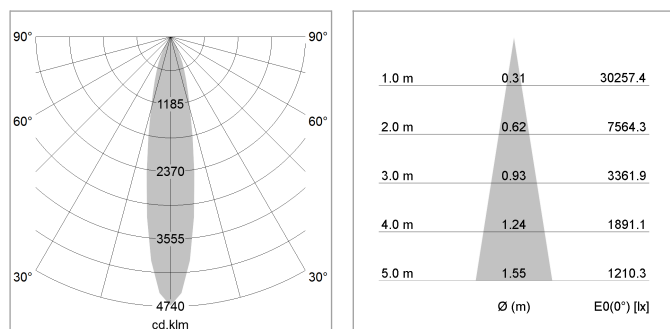 90° 90°
1185
60° 60°
2370
3555
30° 30°
4740
cd.klm
1.0 m 0.31 30257.4
2.0 m 0.62 7564.3
3.0 m 0.93 3361.9
4.0 m 1.24 1891.1
5.0 m 1.55 1210.3
Ø (m) E0(0°) [lx]